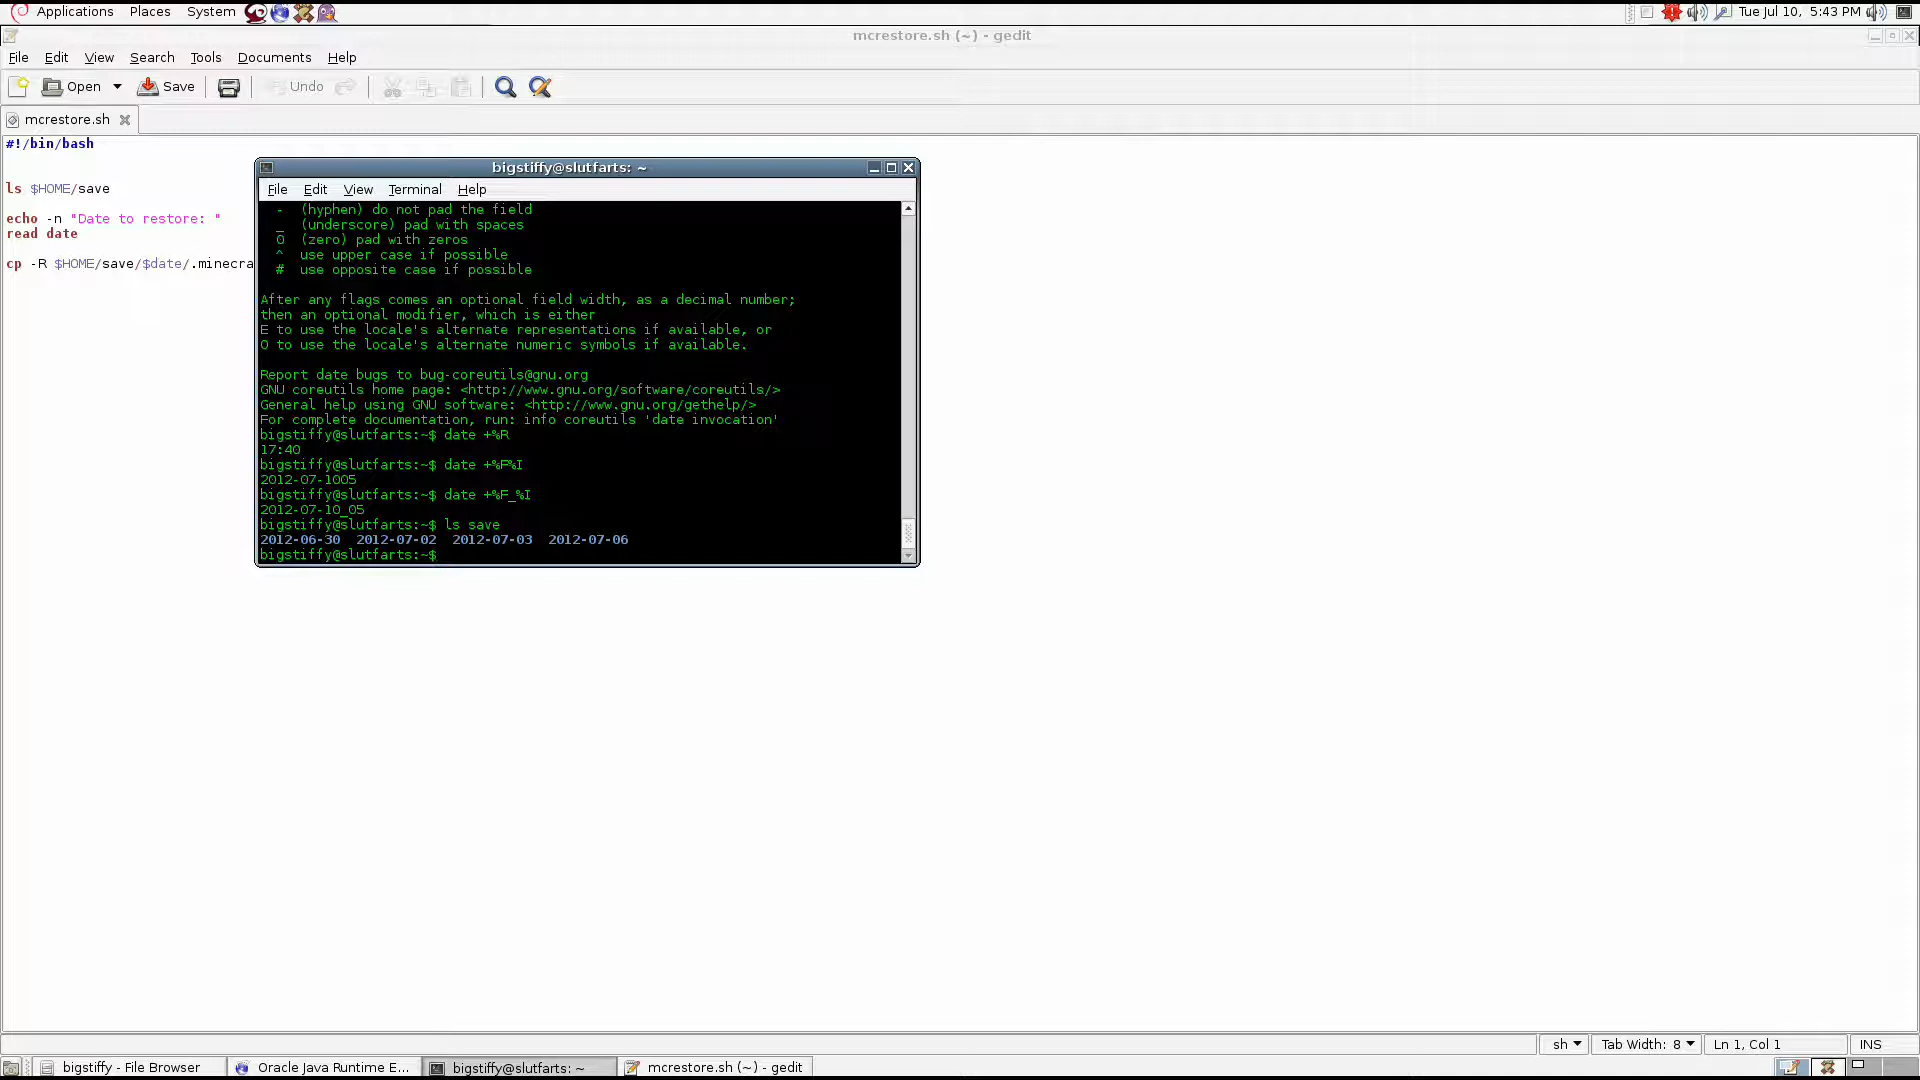 Applications Places System Tue Jul 10, 5:43 PM
mcrestore.sh (~) - gedit
File Edit View Search Tools Documents Help
Open Save Undo
mcrestore.sh
#!/bin/bash
ls $HOME/save
echo -n "Date to restore: "
read date
cp -R $HOME/save/$date/.minecra
bigstiffy@slutfarts: ~
File Edit View Terminal Help
- (hyphen) do not pad the field
_ (underscore) pad with spaces
0 (zero) pad with zeros
^ use upper case if possible
# use opposite case if possible
After any flags comes an optional field width, as a decimal number;
then an optional modifier, which is either
E to use the locale's alternate representations if available, or
O to use the locale's alternate numeric symbols if available.
Report date bugs to bug-coreutils@gnu.org
GNU coreutils home page: <http://www.gnu.org/software/coreutils/>
General help using GNU software: <http://www.gnu.org/gethelp/>
For complete documentation, run: info coreutils 'date invocation'
bigstiffy@slutfarts:~$ date +%R
17:40
bigstiffy@slutfarts:~$ date +%F%I
2012-07-1005
bigstiffy@slutfarts:~$ date +%F_%I
2012-07-10_05
bigstiffy@slutfarts:~$ ls save
2012-06-30 2012-07-02 2012-07-03 2012-07-06
bigstiffy@slutfarts:~$
sh Tab Width: 8 Ln 1, Col 1 INS
bigstiffy - File Browser Oracle Java Runtime E... bigstiffy@slutfarts: ~ mcrestore.sh (~) - gedit